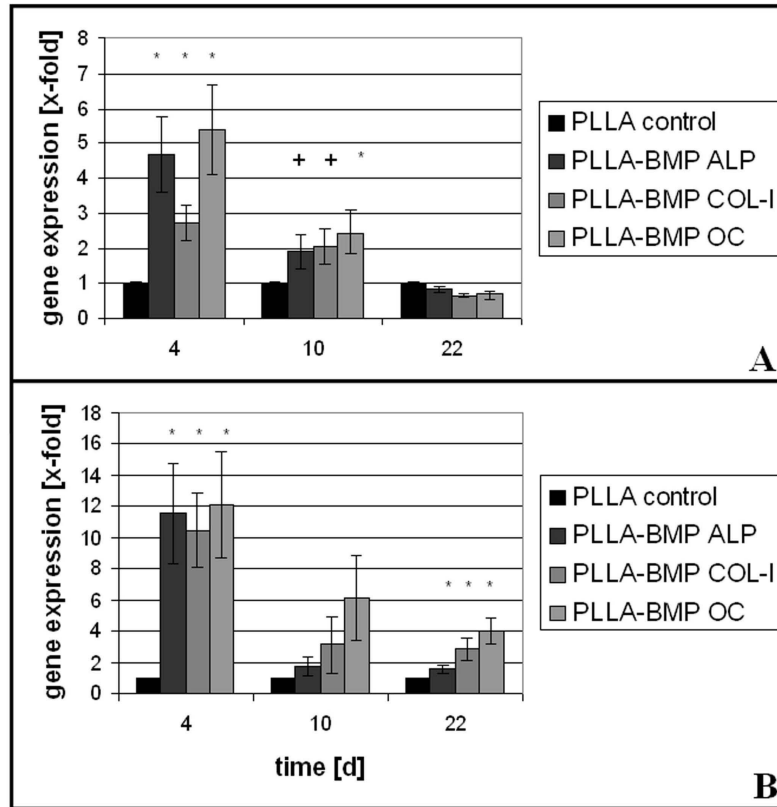 gene expression [x-fold]
8
7
6
5
4
3
2
1
0
* * *
+ + *
4 10 22
PLLA control
PLLA-BMP ALP
PLLA-BMP COL-I
PLLA-BMP OC
A
gene expression [x-fold]
18
16
14
12
10
8
6
4
2
0
* * *
* * *
4 10 22
time [d]
PLLA control
PLLA-BMP ALP
PLLA-BMP COL-I
PLLA-BMP OC
B